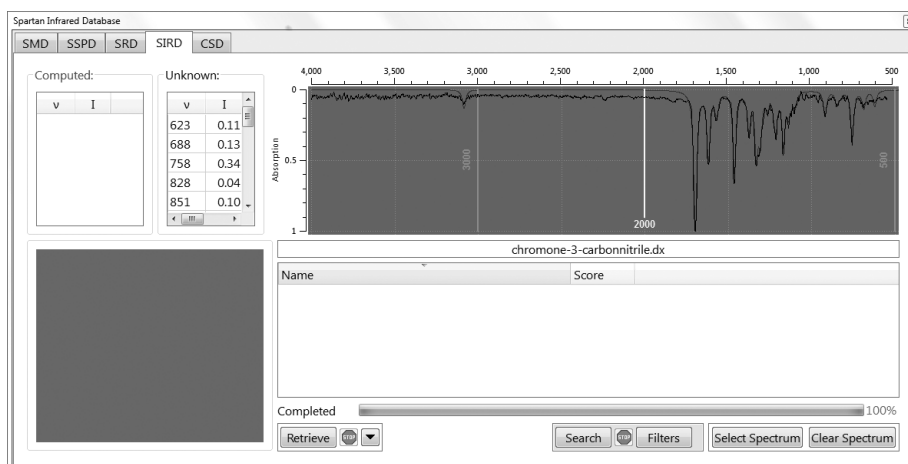 Spartan Infrared Database
SMD SSPD SRD SIRD CSD
Computed: Unknown:
ν I ν I
623 0.11
688 0.13
758 0.34
828 0.04
851 0.10
4,000 3,500 3,000 2,500 2,000 1,500 1,000 500
Absorption
0
0.5
1
3000
2000
500
chromone-3-carbonnitrile.dx
Name Score
Completed 100%
Retrieve STOP Search STOP Filters Select Spectrum Clear Spectrum